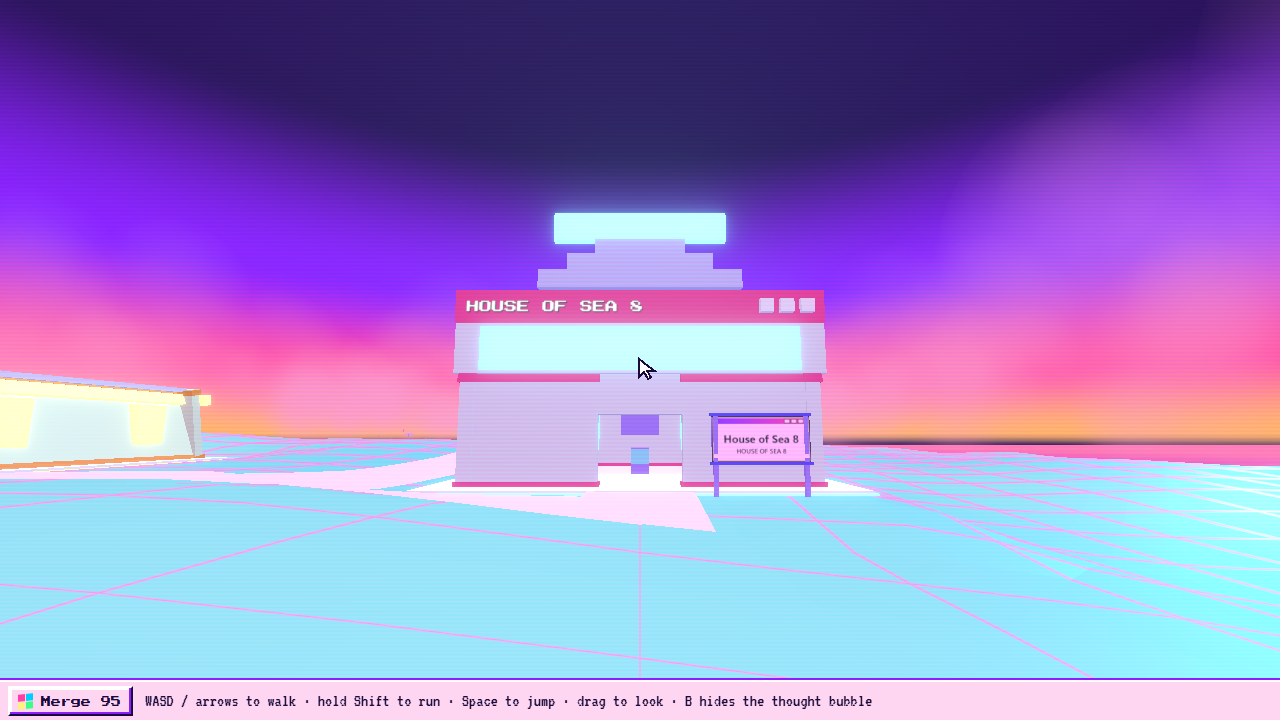 HOUSE OF SEA 8
House of Sea 8
HOUSE OF SEA 8
Merge 95
WASD / arrows to walk · hold Shift to run · Space to jump · drag to look · B hides the thought bubble